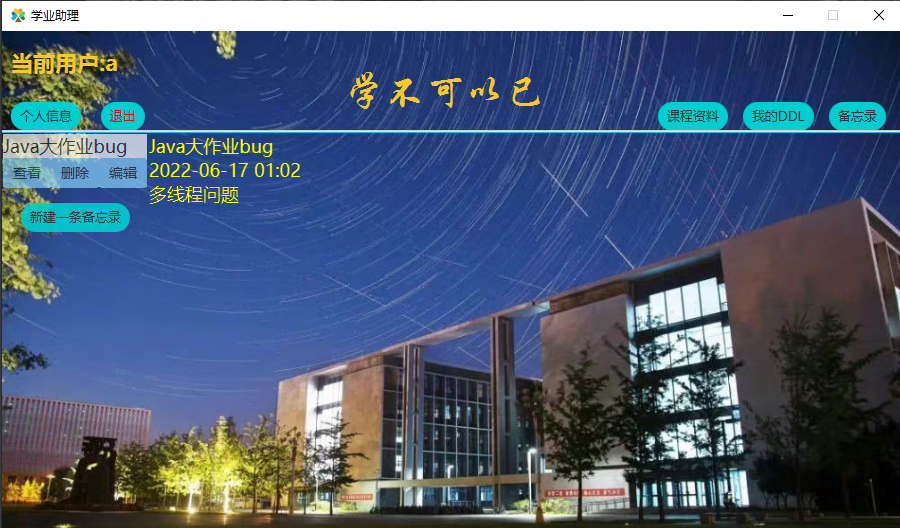 学业助理
当前用户:a
学不可以已
个人信息 退出 课程资料 我的DDL 备忘录
Java大作业bug
查看 删除 编辑
新建一条备忘录
Java大作业bug
2022-06-17 01:02
多线程问题